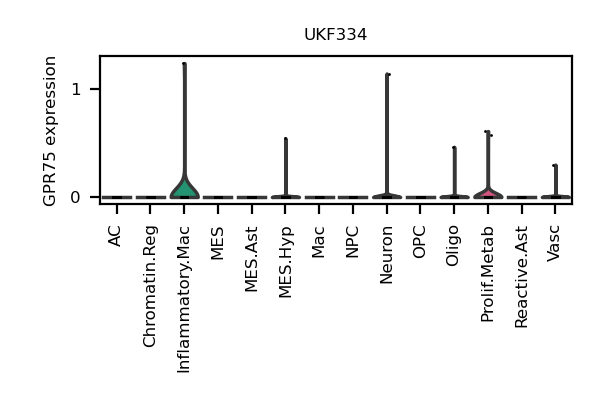 UKF334
GPR75 expression
1
0
AC
Chromatin.Reg
Inflammatory.Mac
MES
MES.Ast
MES.Hyp
Mac
NPC
Neuron
OPC
Oligo
Prolif.Metab
Reactive.Ast
Vasc